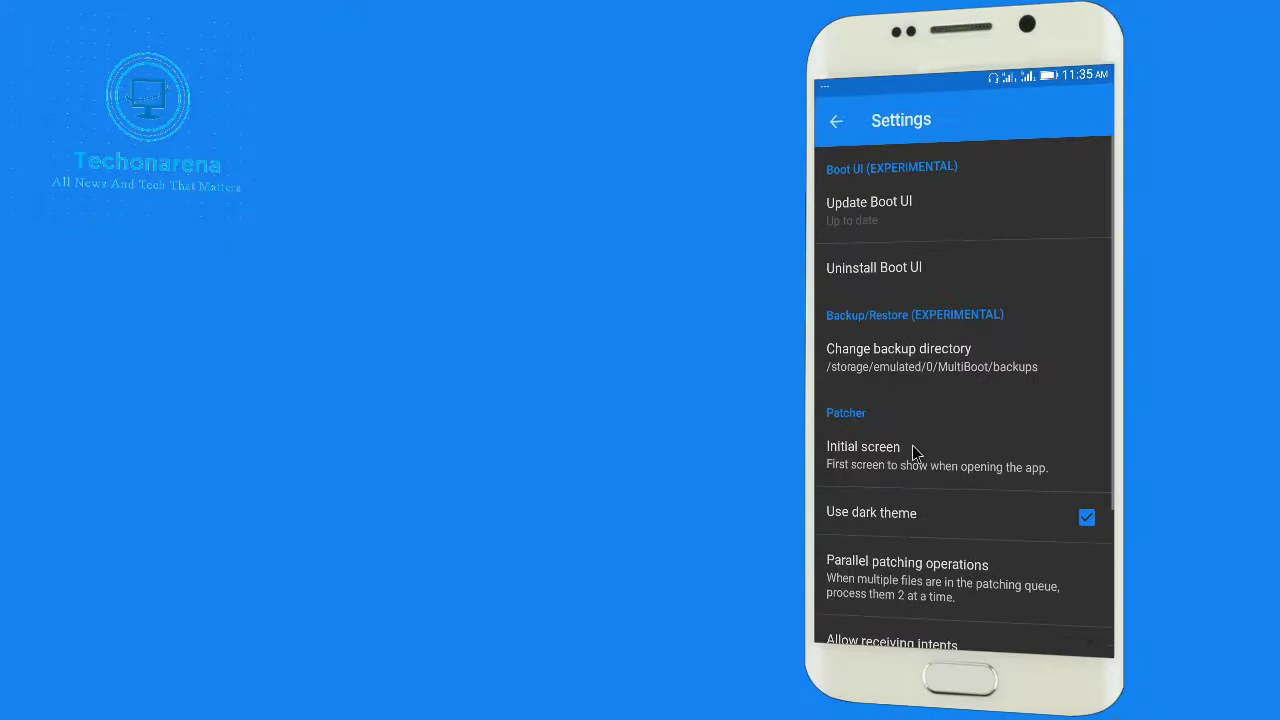 Techonarena
All News And Tech That Matters
11:35 AM
Settings
Boot UI (EXPERIMENTAL)
Update Boot UI
Up to date
Uninstall Boot UI
Backup/Restore (EXPERIMENTAL)
Change backup directory
/storage/emulated/0/MultiBoot/backups
Patcher
Initial screen
First screen to show when opening the app.
Use dark theme
Parallel patching operations
When multiple files are in the patching queue,
process them 2 at a time.
Allow receiving intents